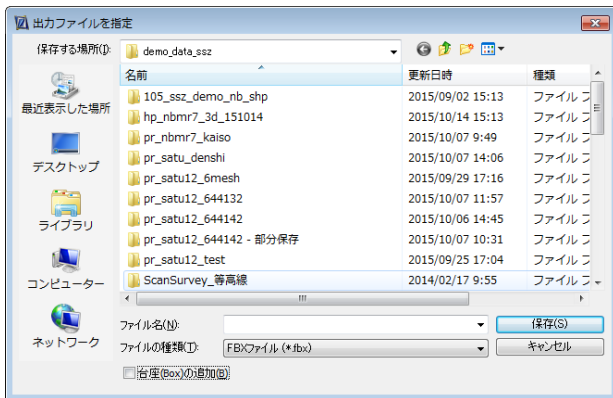 出力ファイルを指定
保存する場所(I):
demo_data_ssz
名前
更新日時
種類
105_ssz_demo_nb_shp
2015/09/02 15:13
ファイル フ
hp_nbmr7_3d_151014
2015/10/14 15:13
ファイル フ
pr_nbmr7_kaiso
2015/10/07 9:49
ファイル フ
pr_satu_denshi
2015/10/07 14:06
ファイル フ
pr_satu12_6mesh
2015/09/29 17:16
ファイル フ
pr_satu12_644132
2015/10/07 11:57
ファイル フ
pr_satu12_644142
2015/10/06 14:45
ファイル フ
pr_satu12_644142 - 部分保存
2015/10/07 10:31
ファイル フ
pr_satu12_test
2015/09/25 17:04
ファイル フ
ScanSurvey_等高線
2014/02/17 9:55
ファイル フ
最近表示した場所
デスクトップ
ライブラリ
コンピューター
ネットワーク
ファイル名(N):
保存(S)
ファイルの種類(T):
FBXファイル (*.fbx)
キャンセル
台座(Box)の追加(B)